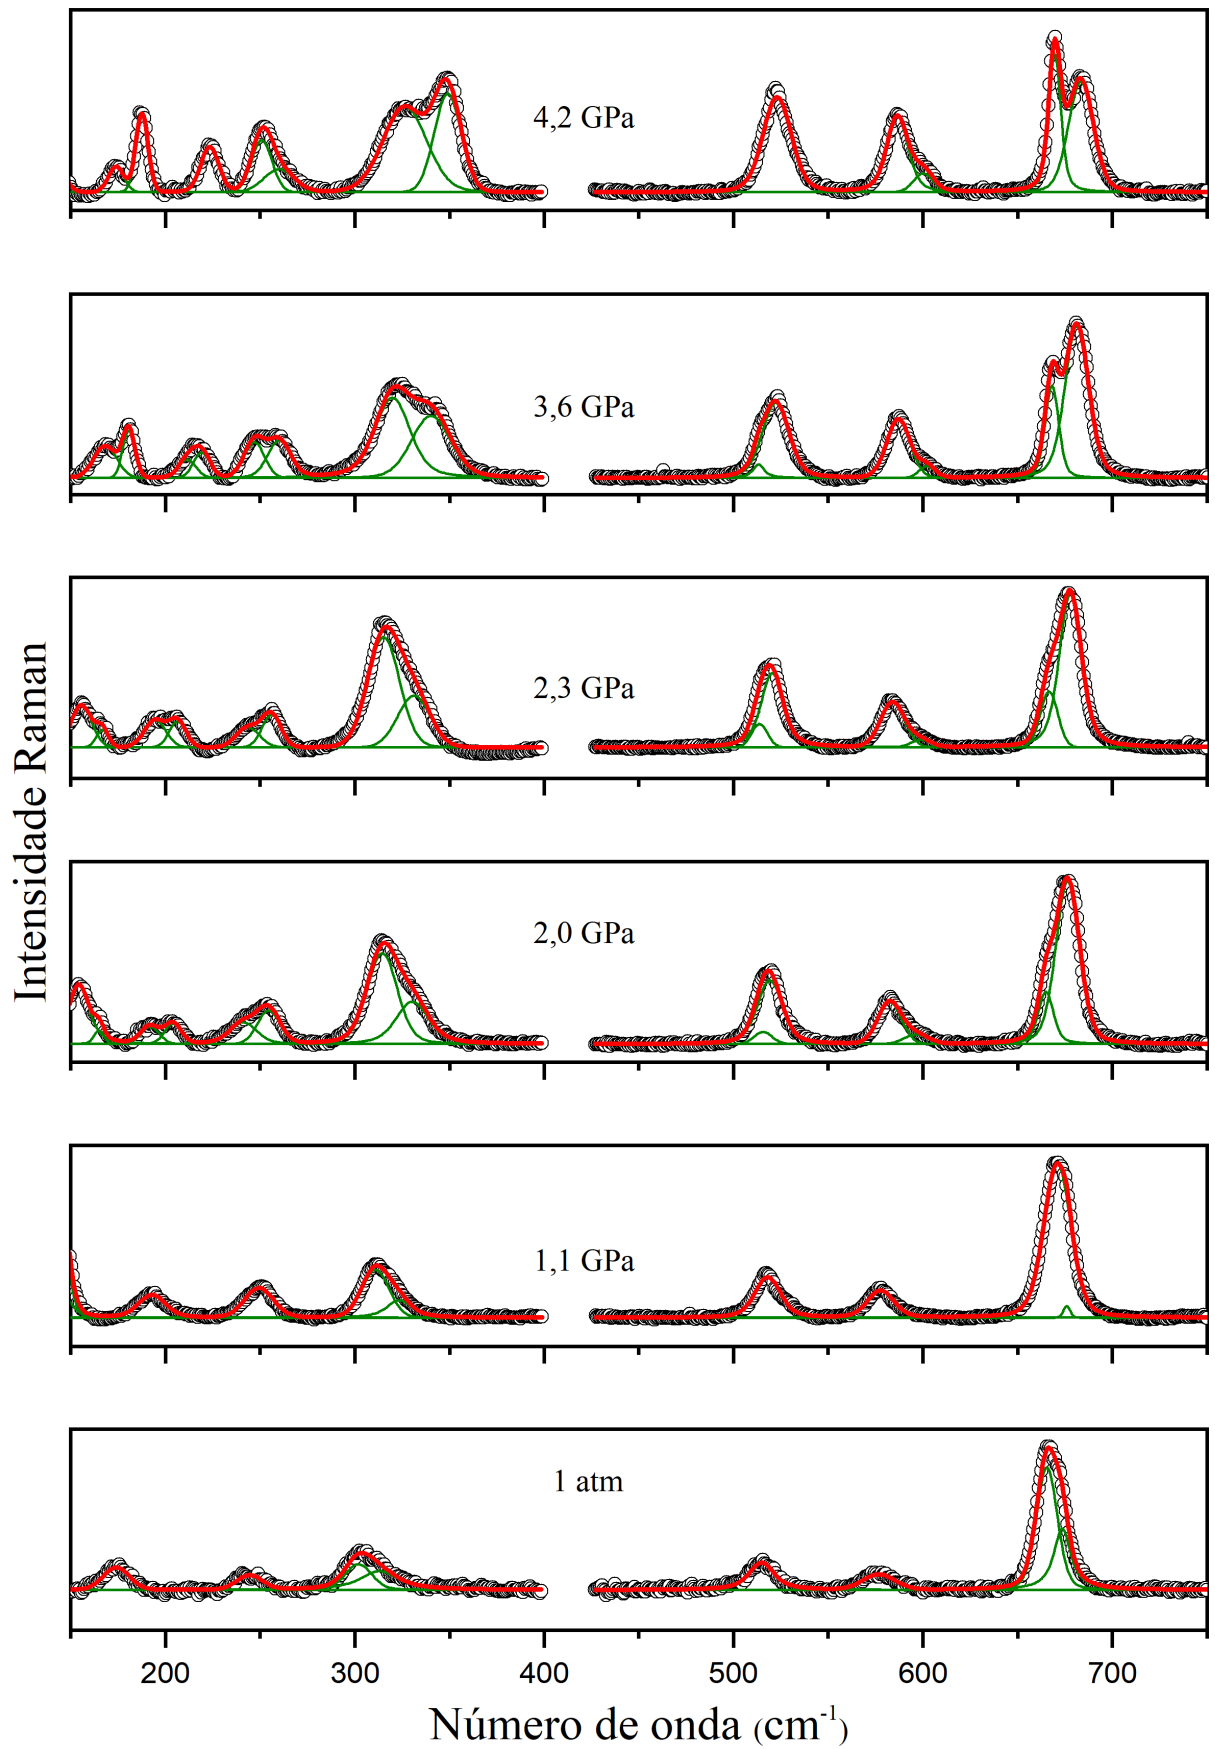 Intensidade Raman
4,2 GPa
3,6 GPa
2,3 GPa
2,0 GPa
1,1 GPa
1 atm
200 300 400 500 600 700
Número de onda (cm⁻¹)